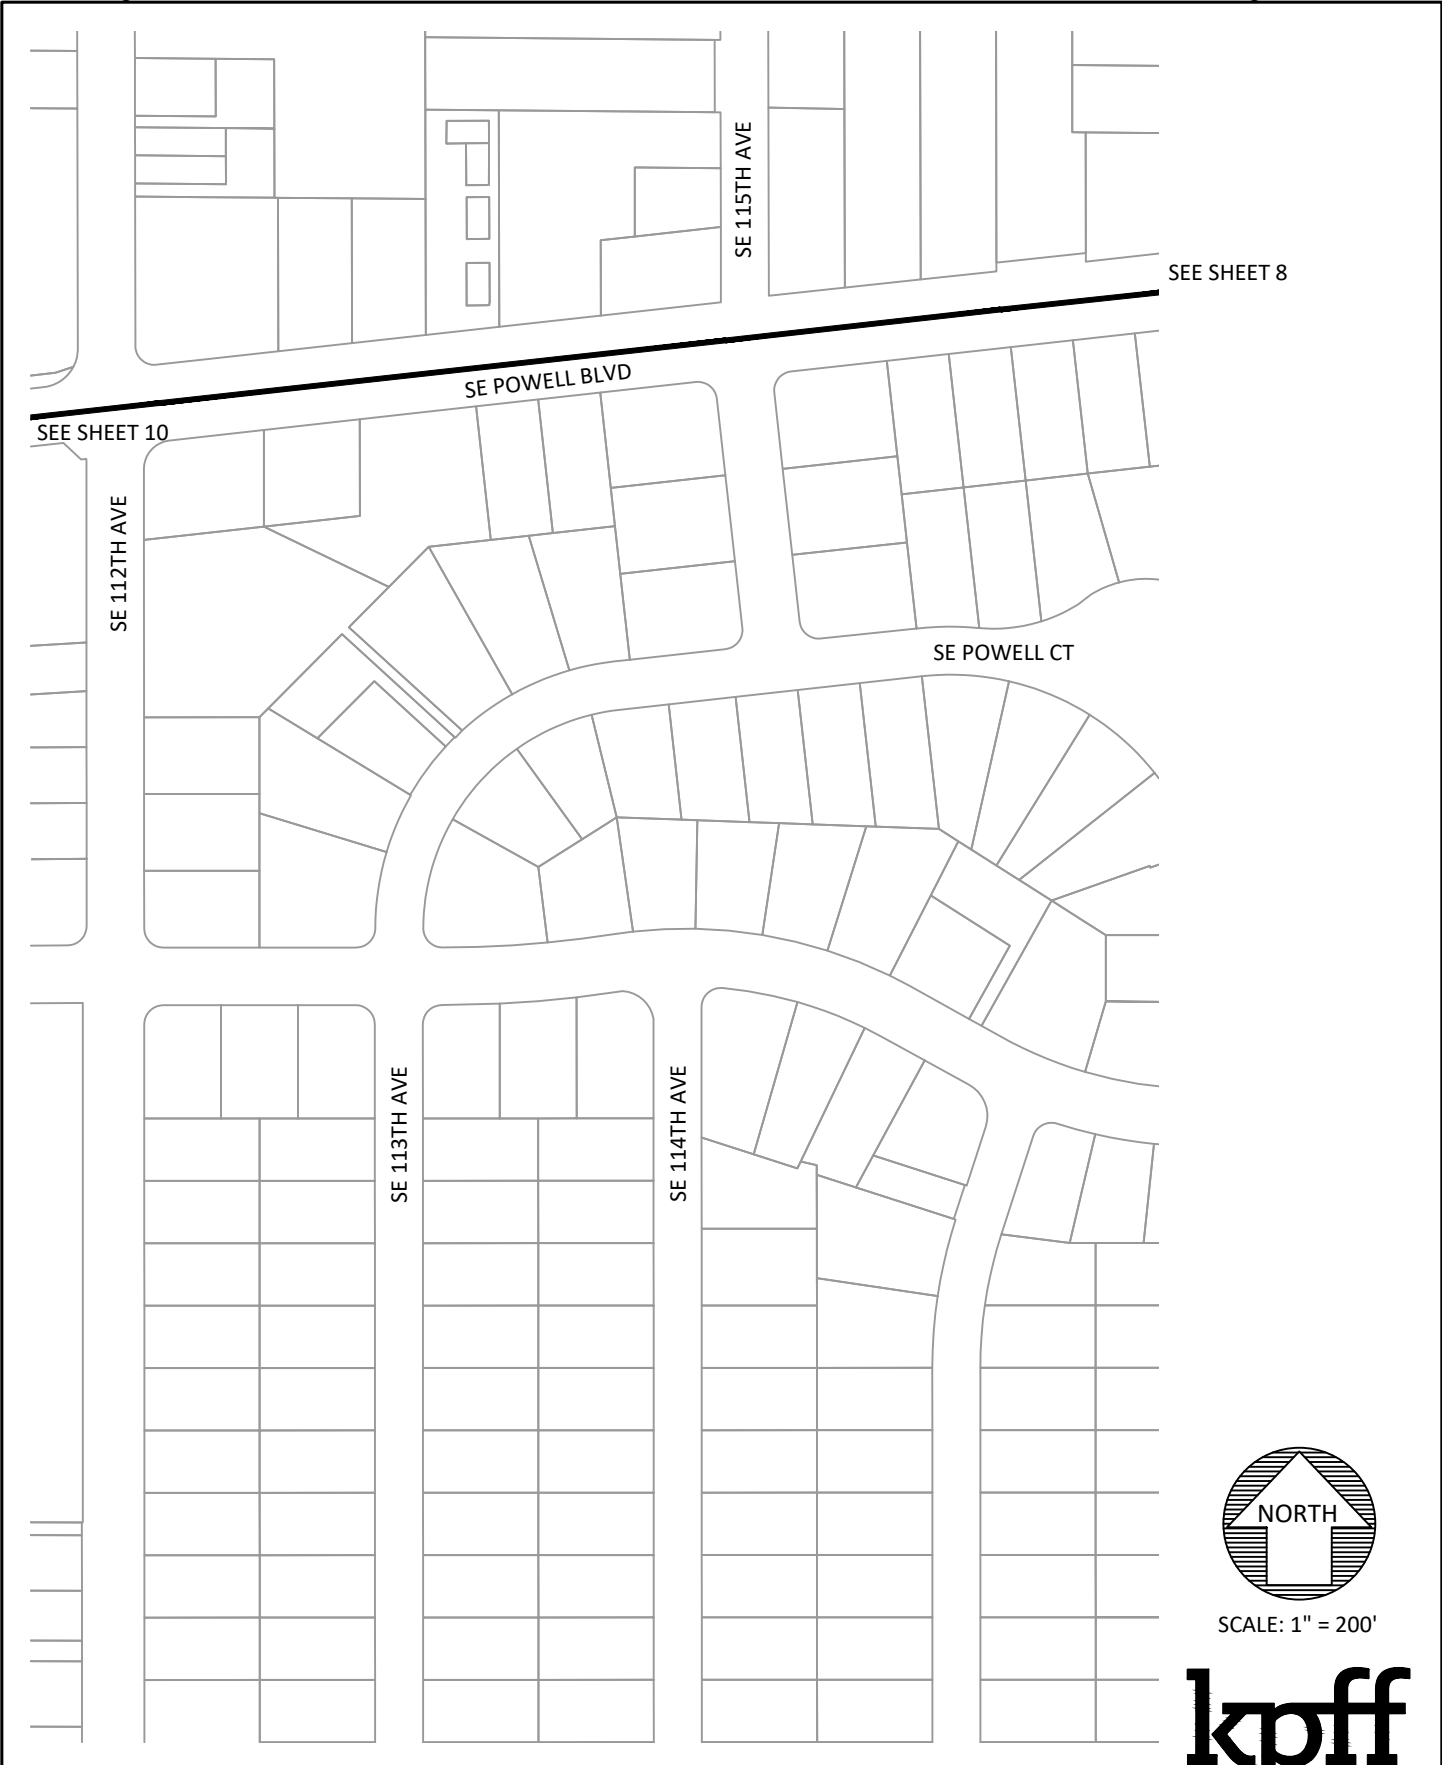 SE 115TH AVE
SEE SHEET 8
SE POWELL BLVD
SEE SHEET 10
SE 112TH AVE
SE POWELL CT
SE 113TH AVE
SE 114TH AVE
NORTH
SCALE: 1" = 200'
kpff